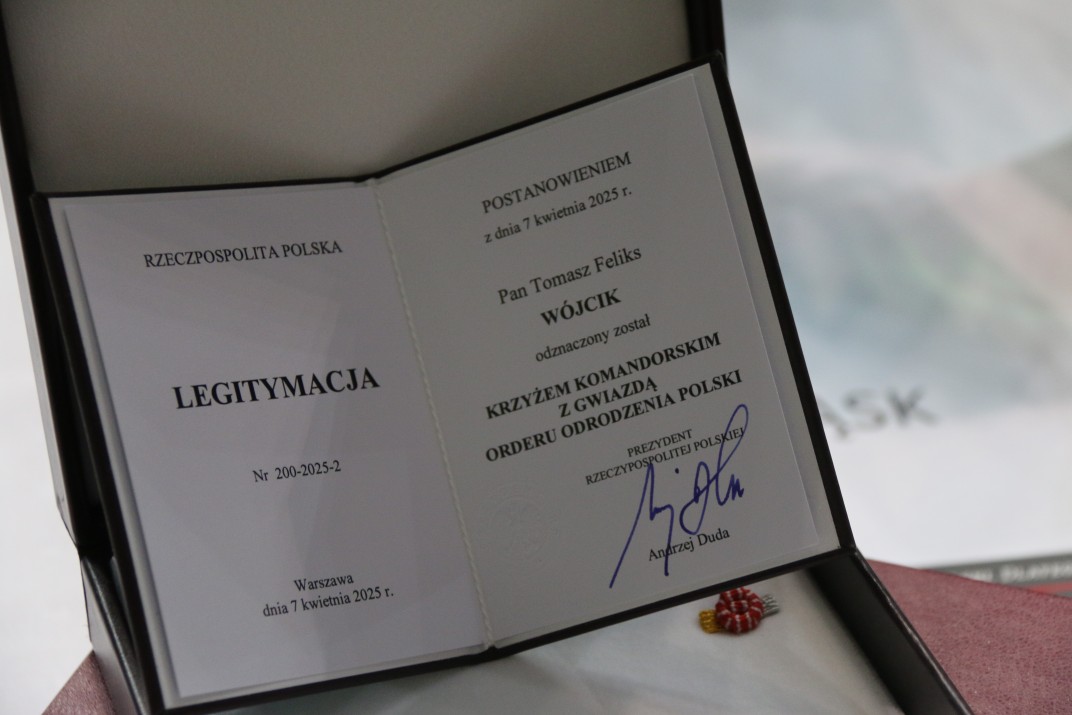 RZECZPOSPOLITA POLSKA
LEGITYMACJA
Nr 200-2025-2
Warszawa
dnia 7 kwietnia 2025 r.
POSTANOWIENIEM
z dnia 7 kwietnia 2025 r.
Pan Tomasz Feliks
WÓJCIK
odznaczony został
KRZYŻEM KOMANDORSKIM
Z GWIAZDĄ
ORDERU ODRODZENIA POLSKI
PREZYDENT
RZECZYPOSPOLITEJ POLSKIEJ
Andrzej Duda